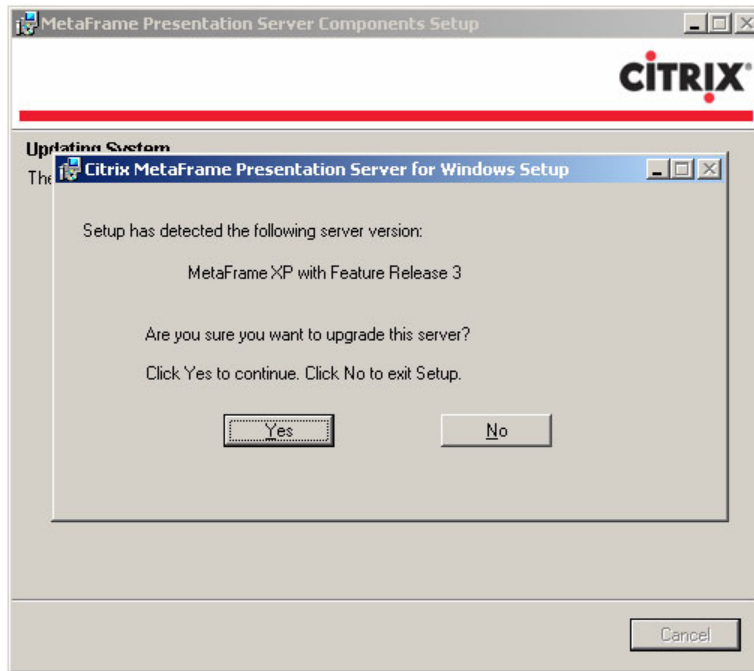 MetaFrame Presentation Server Components Setup
CİTRIX®
Updating System
The
Citrix MetaFrame Presentation Server for Windows Setup
Setup has detected the following server version:
MetaFrame XP with Feature Release 3
Are you sure you want to upgrade this server?
Click Yes to continue. Click No to exit Setup.
Yes No
Cancel